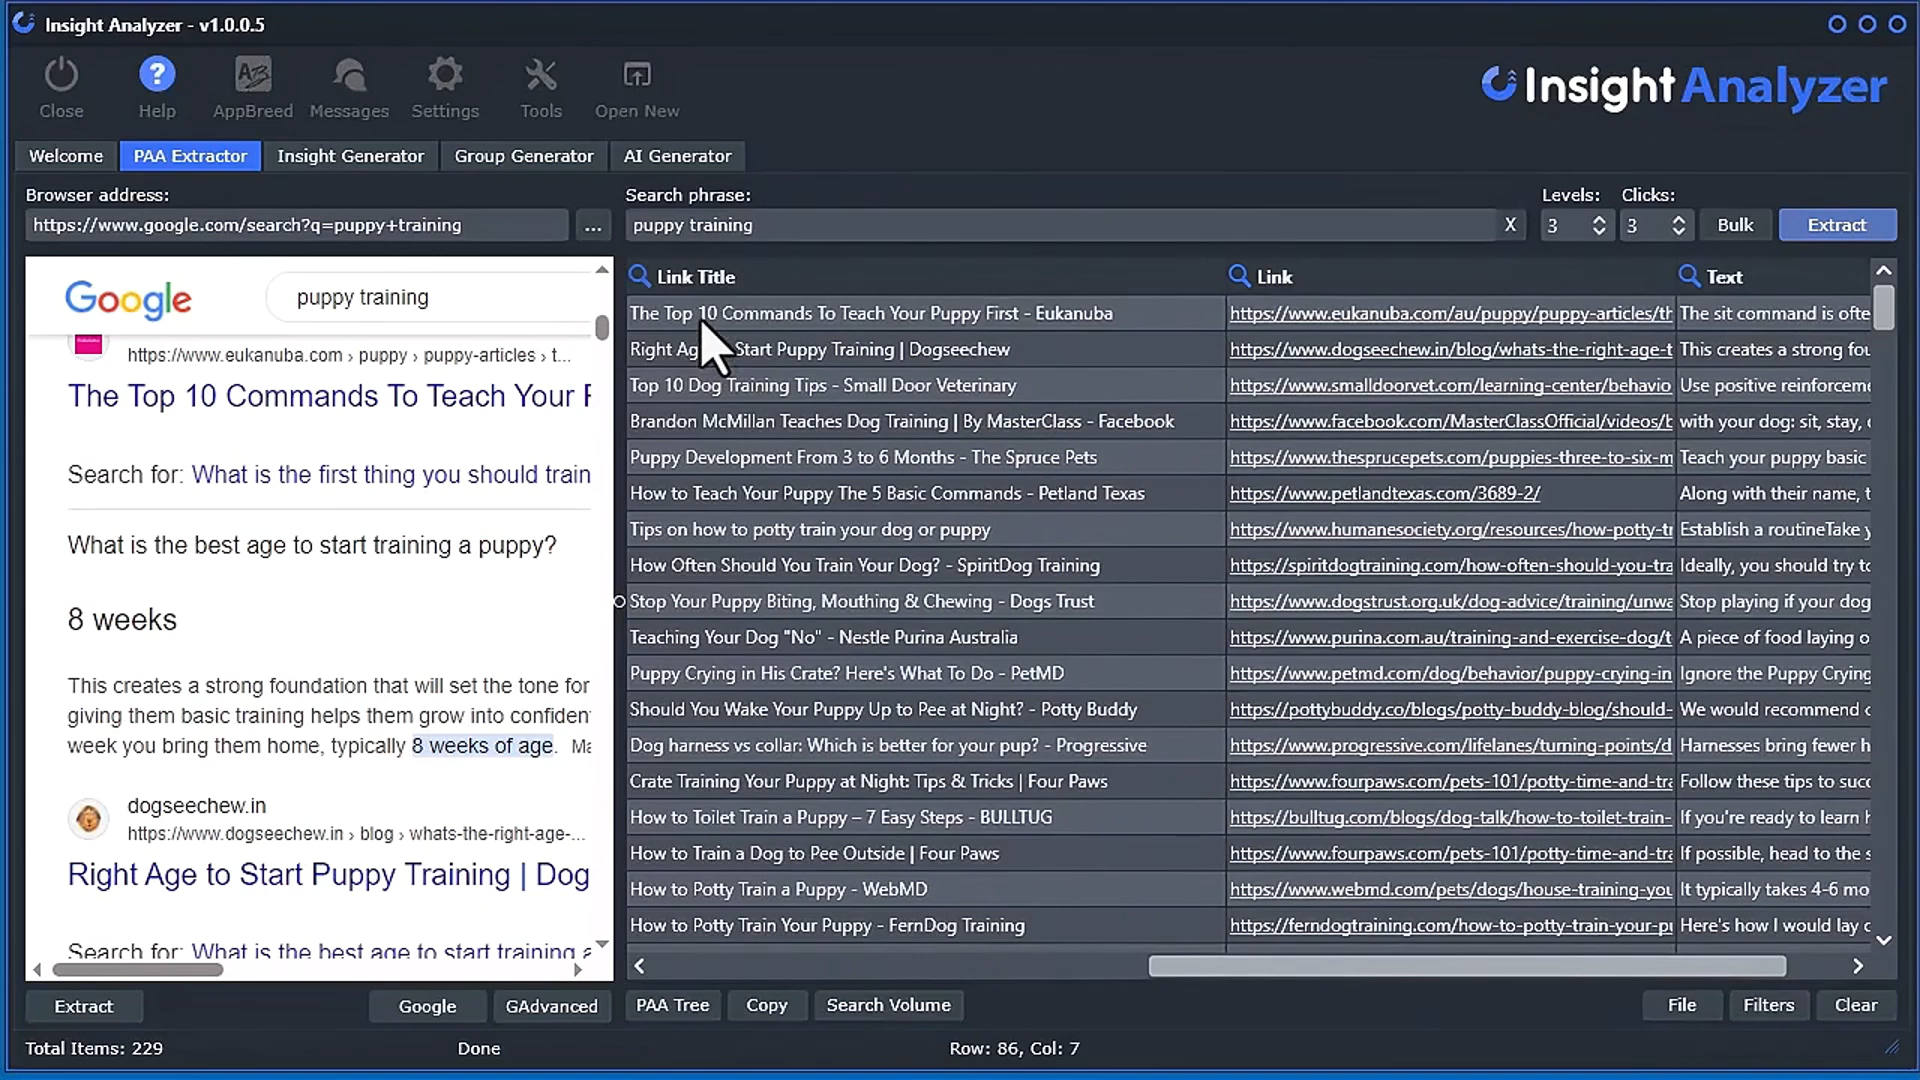 Insight Analyzer - v1.0.0.5
Close Help AppBreed Messages Settings Tools Open New
Insight Analyzer
Welcome PAA Extractor Insight Generator Group Generator AI Generator
Browser address: Search phrase: Levels: Clicks:
https://www.google.com/search?q=puppy+training ... puppy training X 3 3 Bulk Extract
Google puppy training
https://www.eukanuba.com › puppy › puppy-articles › t...
The Top 10 Commands To Teach Your
Search for: What is the first thing you should train
What is the best age to start training a puppy?
8 weeks
This creates a strong foundation that will set the tone for
giving them basic training helps them grow into confident
week you bring them home, typically 8 weeks of age. Ma
dogseechew.in
https://www.dogseechew.in › blog › whats-the-right-age-...
Right Age to Start Puppy Training | Dog
Search for: What is the best age to start training a
Link Title Link Text
The Top 10 Commands To Teach Your Puppy First - Eukanuba https://www.eukanuba.com/au/puppy/puppy-articles/th The sit command is ofte
Right Ag Start Puppy Training | Dogseechew https://www.dogseechew.in/blog/whats-the-right-age-t This creates a strong fou
Top 10 Dog Training Tips - Small Door Veterinary https://www.smalldoorvet.com/learning-center/behavio Use positive reinforceme
Brandon McMillan Teaches Dog Training | By MasterClass - Facebook https://www.facebook.com/MasterClassOfficial/videos/b with your dog: sit, stay,
Puppy Development From 3 to 6 Months - The Spruce Pets https://www.thesprucepets.com/puppies-three-to-six-m Teach your puppy basic
How to Teach Your Puppy The 5 Basic Commands - Petland Texas https://www.petlandtexas.com/3689-2/ Along with their name, t
Tips on how to potty train your dog or puppy https://www.humanesociety.org/resources/how-potty-tr Establish a routineTake y
How Often Should You Train Your Dog? - SpiritDog Training https://spiritdogtraining.com/how-often-should-you-tra Ideally, you should try to
Stop Your Puppy Biting, Mouthing & Chewing - Dogs Trust https://www.dogstrust.org.uk/dog-advice/training/unwa Stop playing if your dog
Teaching Your Dog "No" - Nestle Purina Australia https://www.purina.com.au/training-and-exercise-dog/t A piece of food laying o
Puppy Crying in His Crate? Here's What To Do - PetMD https://www.petmd.com/dog/behavior/puppy-crying-in Ignore the Puppy Crying
Should You Wake Your Puppy Up to Pee at Night? - Potty Buddy https://pottybuddy.co/blogs/potty-buddy-blog/should- We would recommend c
Dog harness vs collar: Which is better for your pup? - Progressive https://www.progressive.com/lifelanes/turning-points/d Harnesses bring fewer h
Crate Training Your Puppy at Night: Tips & Tricks | Four Paws https://www.fourpaws.com/pets-101/potty-time-and-tra Follow these tips to succ
How to Toilet Train a Puppy – 7 Easy Steps - BULLTUG https://bulltug.com/blogs/dog-talk/how-to-toilet-train- If you're ready to learn h
How to Train a Dog to Pee Outside | Four Paws https://www.fourpaws.com/pets-101/potty-time-and-tra If possible, head to the s
How to Potty Train a Puppy - WebMD https://www.webmd.com/pets/dogs/house-training-you It typically takes 4-6 mo
How to Potty Train Your Puppy - FernDog Training https://ferndogtraining.com/how-to-potty-train-your-pu Here's how I would lay c
Extract Google GAdvanced PAA Tree Copy Search Volume File Filters Clear
Total Items: 229 Done Row: 86, Col: 7